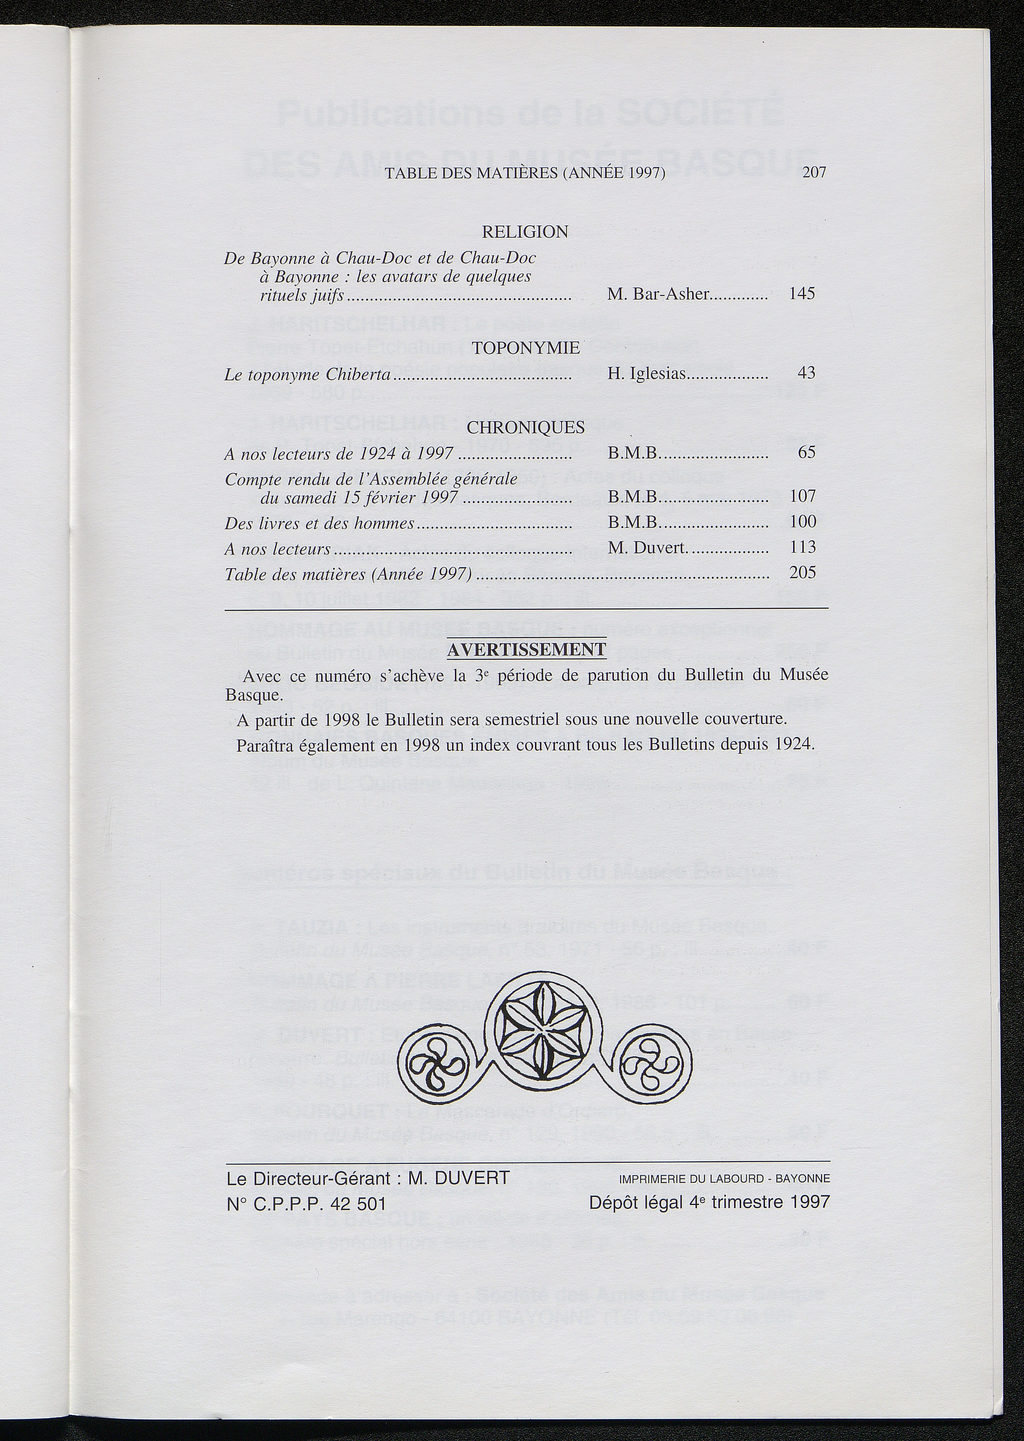 TABLE DES MATIÈRES (ANNÉE 1997) 207
RELIGION
De Bayonne à Chau-Doc et de Chau-Doc
à Bayonne : les avatars de quelques
rituels juifs .................................................. M. Bar-Asher............. 145
TOPONYMIE
Le toponyme Chiberta ........................................ H. Iglesias.................. 43
CHRONIQUES
A nos lecteurs de 1924 à 1997 ......................... B.M.B........................ 65
Compte rendu de l'Assemblée générale
du samedi 15 février 1997 ........................ B.M.B........................ 107
Des livres et des hommes................................... B.M.B........................ 100
A nos lecteurs ..................................................... M. Duvert.................. 113
Table des matières (Année 1997) ................................................................. 205
AVERTISSEMENT
Avec ce numéro s'achève la 3e période de parution du Bulletin du Musée
Basque.
A partir de 1998 le Bulletin sera semestriel sous une nouvelle couverture.
Paraîtra également en 1998 un index couvrant tous les Bulletins depuis 1924.
Le Directeur-Gérant : M. DUVERT IMPRIMERIE DU LABOURD - BAYONNE
N° C.P.P.P. 42 501 Dépôt légal 4e trimestre 1997